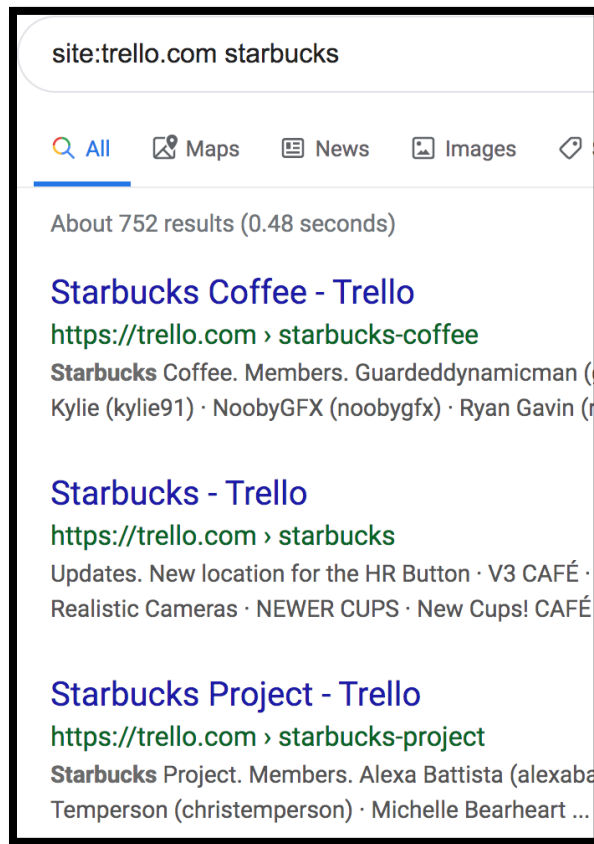 site:trello.com starbucks
All Maps News Images
About 752 results (0.48 seconds)
Starbucks Coffee - Trello
https://trello.com › starbucks-coffee
Starbucks Coffee. Members. Guardeddynamicman (
Kylie (kylie91) · NoobyGFX (noobygfx) · Ryan Gavin (
Starbucks - Trello
https://trello.com › starbucks
Updates. New location for the HR Button · V3 CAFÉ ·
Realistic Cameras · NEWER CUPS · New Cups! CAFÉ
Starbucks Project - Trello
https://trello.com › starbucks-project
Starbucks Project. Members. Alexa Battista (alexaba
Temperson (christemperson) · Michelle Bearheart ...